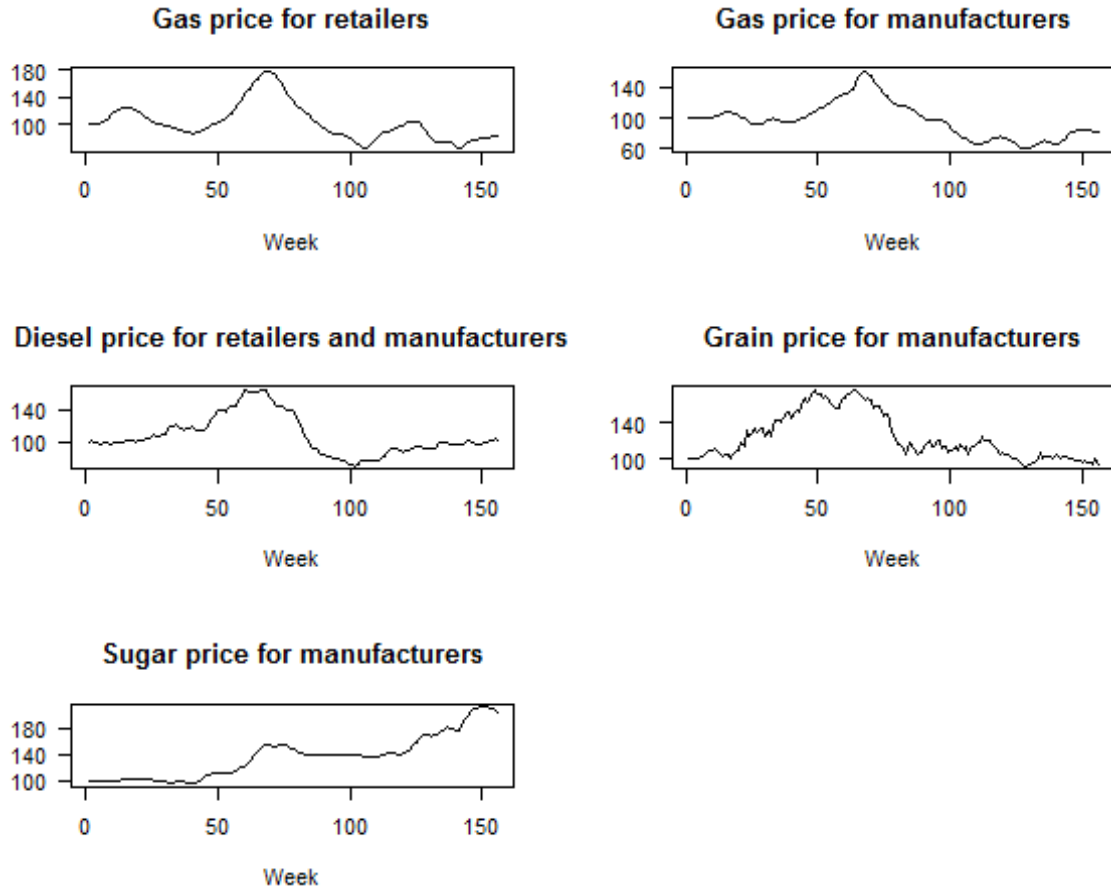 Gas price for retailers
180
140
100
0 50 100 150
Week
Gas price for manufacturers
140
100
60
0 50 100 150
Week
Diesel price for retailers and manufacturers
140
100
0 50 100 150
Week
Grain price for manufacturers
140
100
0 50 100 150
Week
Sugar price for manufacturers
180
140
100
0 50 100 150
Week